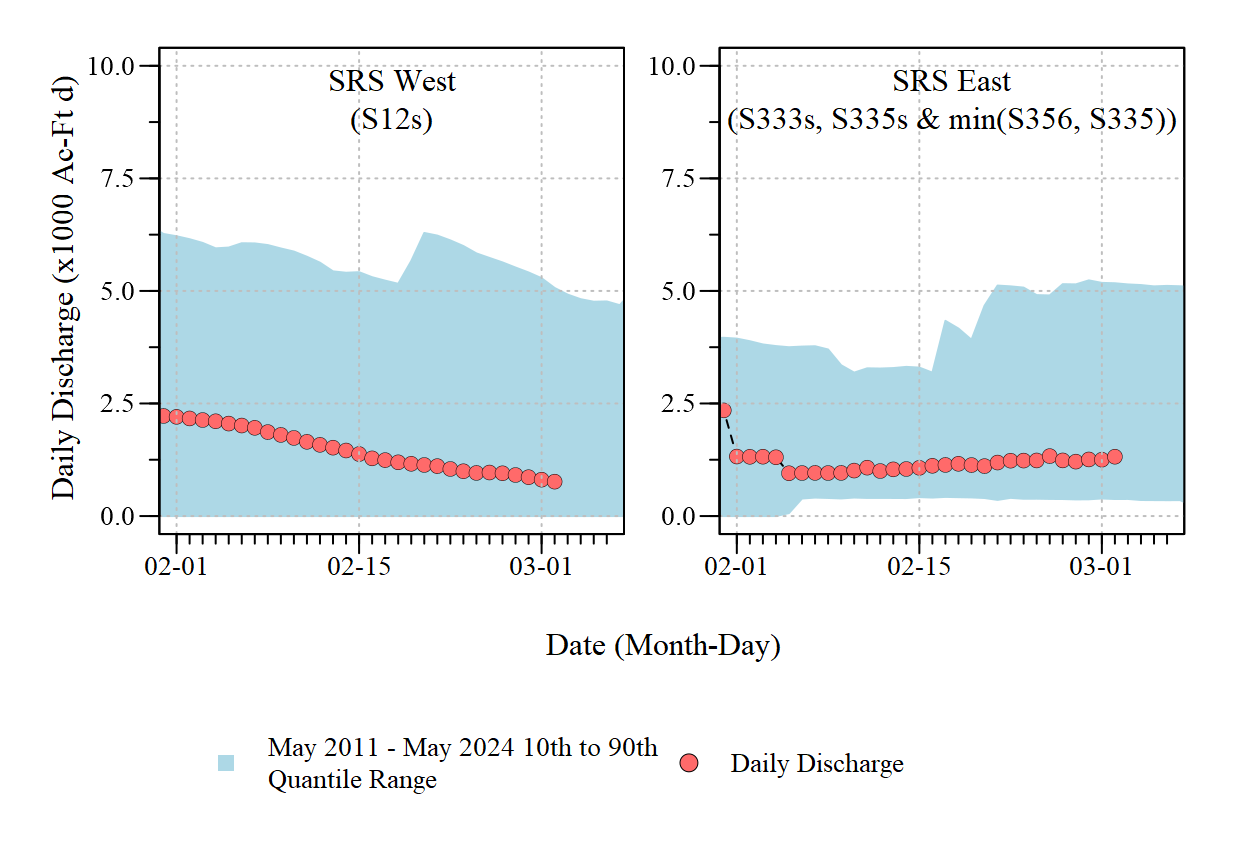 SRS West
(S12s)
SRS East
(S333s, S335s & min(S356, S335))
Daily Discharge (x1000 Ac-Ft d)
10.0
7.5
5.0
2.5
0.0
10.0
7.5
5.0
2.5
0.0
02-01
02-15
03-01
02-01
02-15
03-01
Date (Month-Day)
May 2011 - May 2024 10th to 90th
Quantile Range
Daily Discharge